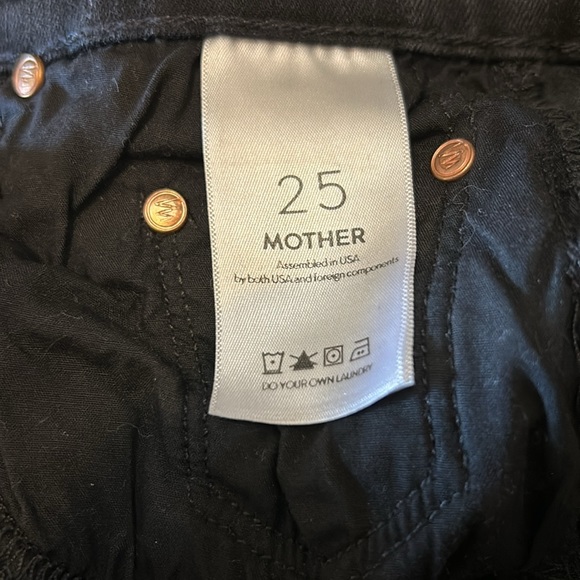 25
MOTHER
Assembled in USA
by both USA and foreign components
DO YOUR OWN LAUNDRY